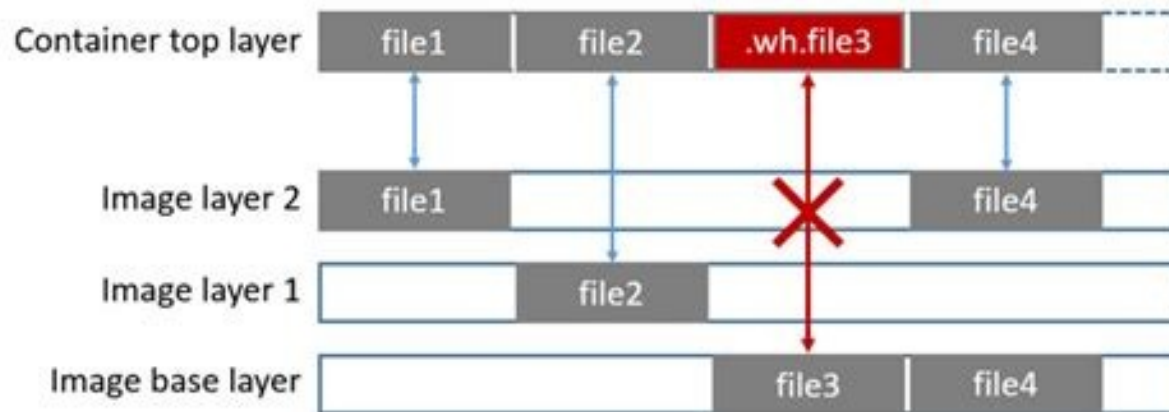 Container top layer file1 file2 .wh.file3 file4
Image layer 2 file1 file4
Image layer 1 file2
Image base layer file3 file4